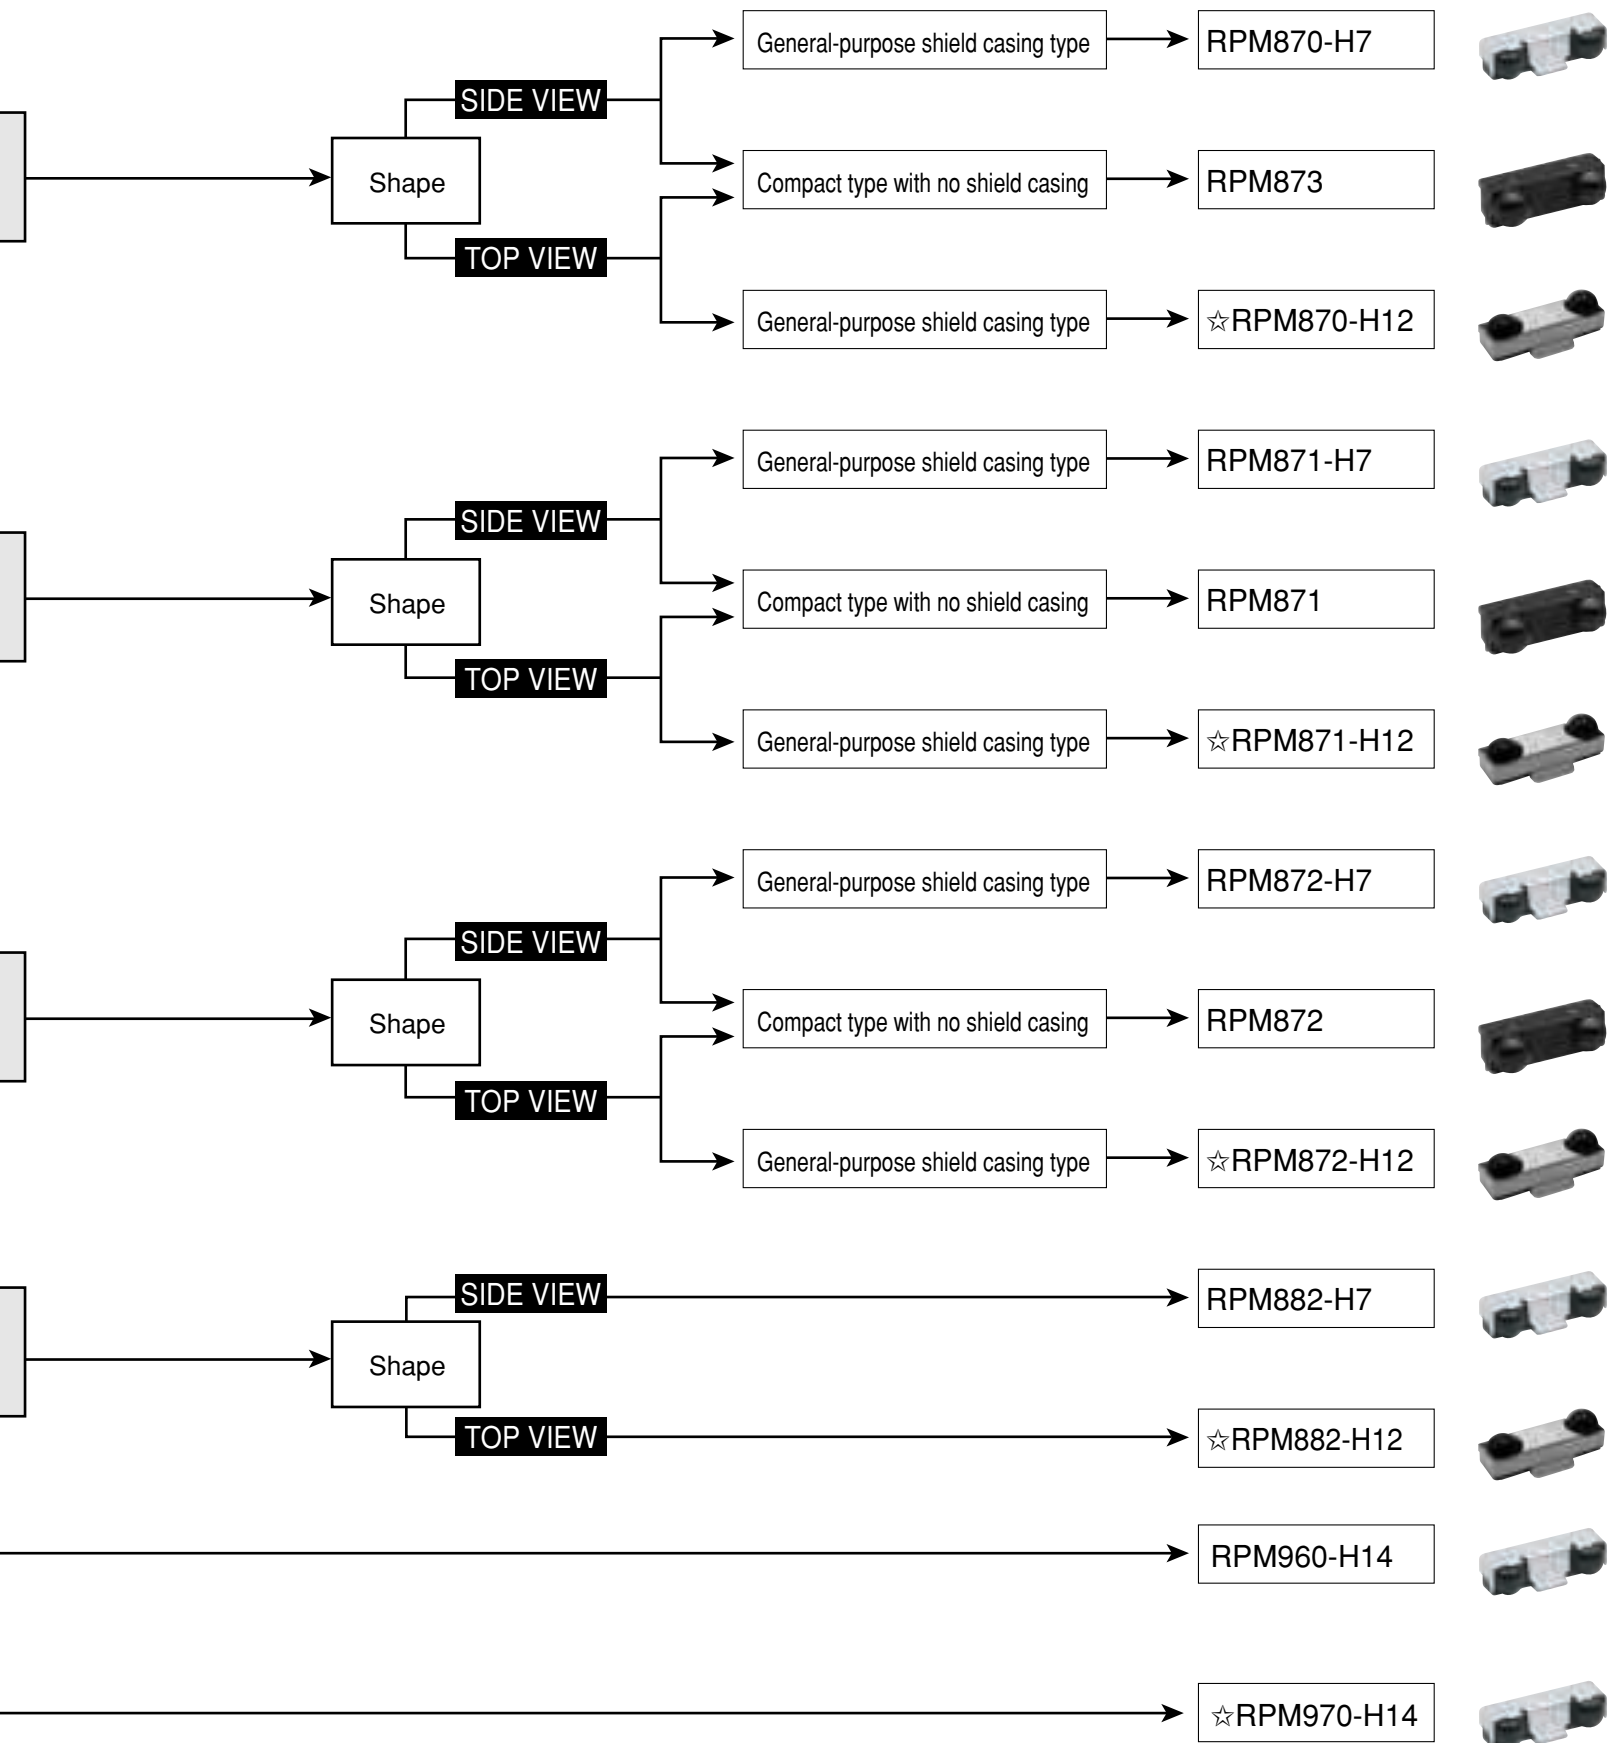 General-purpose shield casing type
RPM870-H7
SIDE VIEW
Shape
Compact type with no shield casing
RPM873
TOP VIEW
General-purpose shield casing type
☆RPM870-H12
General-purpose shield casing type
RPM871-H7
SIDE VIEW
Shape
Compact type with no shield casing
RPM871
TOP VIEW
General-purpose shield casing type
☆RPM871-H12
General-purpose shield casing type
RPM872-H7
SIDE VIEW
Shape
Compact type with no shield casing
RPM872
TOP VIEW
General-purpose shield casing type
☆RPM872-H12
SIDE VIEW
RPM882-H7
Shape
TOP VIEW
☆RPM882-H12
RPM960-H14
☆RPM970-H14